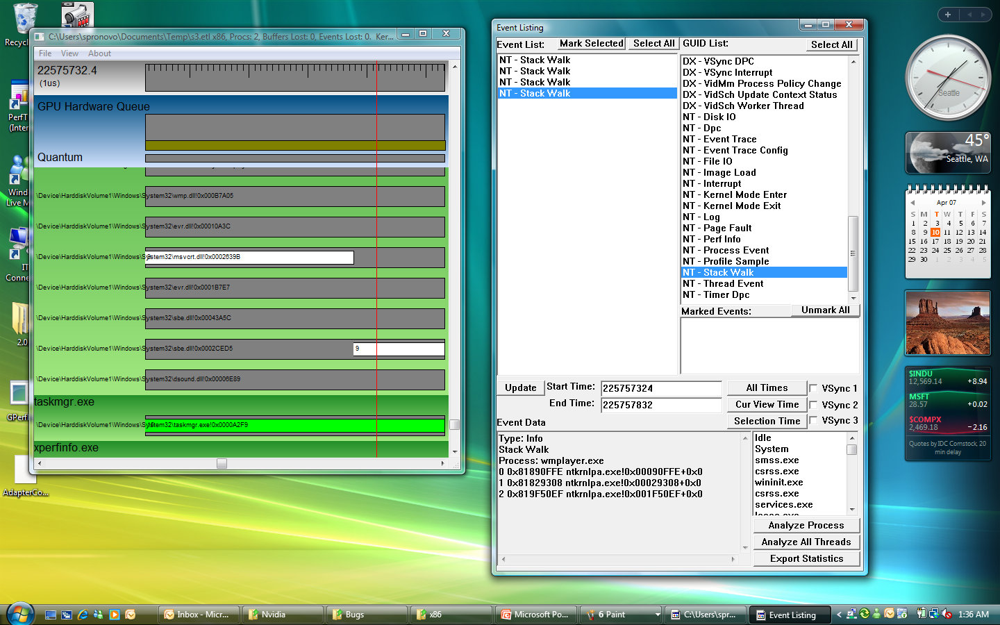 Recycl
PerfT
(Inter
Wind
Live M
IT
Conne
2.0
GPerf
AdapterCo...
C:\Users\spronovo\Documents\Temp\s3.etl x86, Procs: 2, Buffers Lost: 0, Events Lost: 0. Ker...
File View About
22575732.4
(1us)
GPU Hardware Queue
Quantum
\Device\HarddiskVolume1\Windows\System32\wmp.dll!0x000B7A05
\Device\HarddiskVolume1\Windows\System32\evr.dll!0x00010A3C
\Device\HarddiskVolume1\Windows\System32\msvcrt.dll!0x0002639B
\Device\HarddiskVolume1\Windows\System32\evr.dll!0x0001B7E7
\Device\HarddiskVolume1\Windows\System32\sbe.dll!0x00043A5C
\Device\HarddiskVolume1\Windows\System32\sbe.dll!0x0002CED5 9
\Device\HarddiskVolume1\Windows\System32\dsound.dll!0x00006E89
taskmgr.exe
\Device\HarddiskVolume1\Windows\System32\taskmgr.exe!0x0000A2F9
xperfinfo.exe
Event Listing
Event List: Mark Selected Select All
NT - Stack Walk
NT - Stack Walk
NT - Stack Walk
NT - Stack Walk
GUID List: Select All
DX - VSync DPC
DX - VSync Interrupt
DX - VidMm Process Policy Change
DX - VidSch Update Context Status
DX - VidSch Worker Thread
NT - Disk IO
NT - Dpc
NT - Event Trace
NT - Event Trace Config
NT - File IO
NT - Image Load
NT - Interrupt
NT - Kernel Mode Enter
NT - Kernel Mode Exit
NT - Log
NT - Page Fault
NT - Perf Info
NT - Process Event
NT - Profile Sample
NT - Stack Walk
NT - Thread Event
NT - Timer Dpc
Marked Events: Unmark All
Update Start Time: 225757324 All Times VSync 1
End Time: 225757832 Cur View Time VSync 2
Selection Time VSync 3
Event Data
Type: Info
Stack Walk
Process: wmplayer.exe
0 0x81890FFE ntkrnlpa.exe!0x00090FFE+0x0
1 0x81829308 ntkrnlpa.exe!0x00029308+0x0
2 0x819F50EF ntkrnlpa.exe!0x001F50EF+0x0
Idle
System
smss.exe
csrss.exe
wininit.exe
csrss.exe
services.exe
Analyze Process
Analyze All Threads
Export Statistics
Seattle
45°
Seattle, WA
Apr 07
S M T W T F S
1 2 3 4 5 6 7
8 9 10 11 12 13 14
15 16 17 18 19 20 21
22 23 24 25 26 27 28
29 30 1 2 3 4 5
$INDU
12,569.14 +8.94
MSFT
28.57 +0.02
$COMPX
2,469.18 -2.16
Quotes by IDC Comstock, 20
min delay
Inbox - Micr... Nvidia Bugs x86 Microsoft Po... 6 Paint C:\Users\spr... Event Listing 1:36 AM